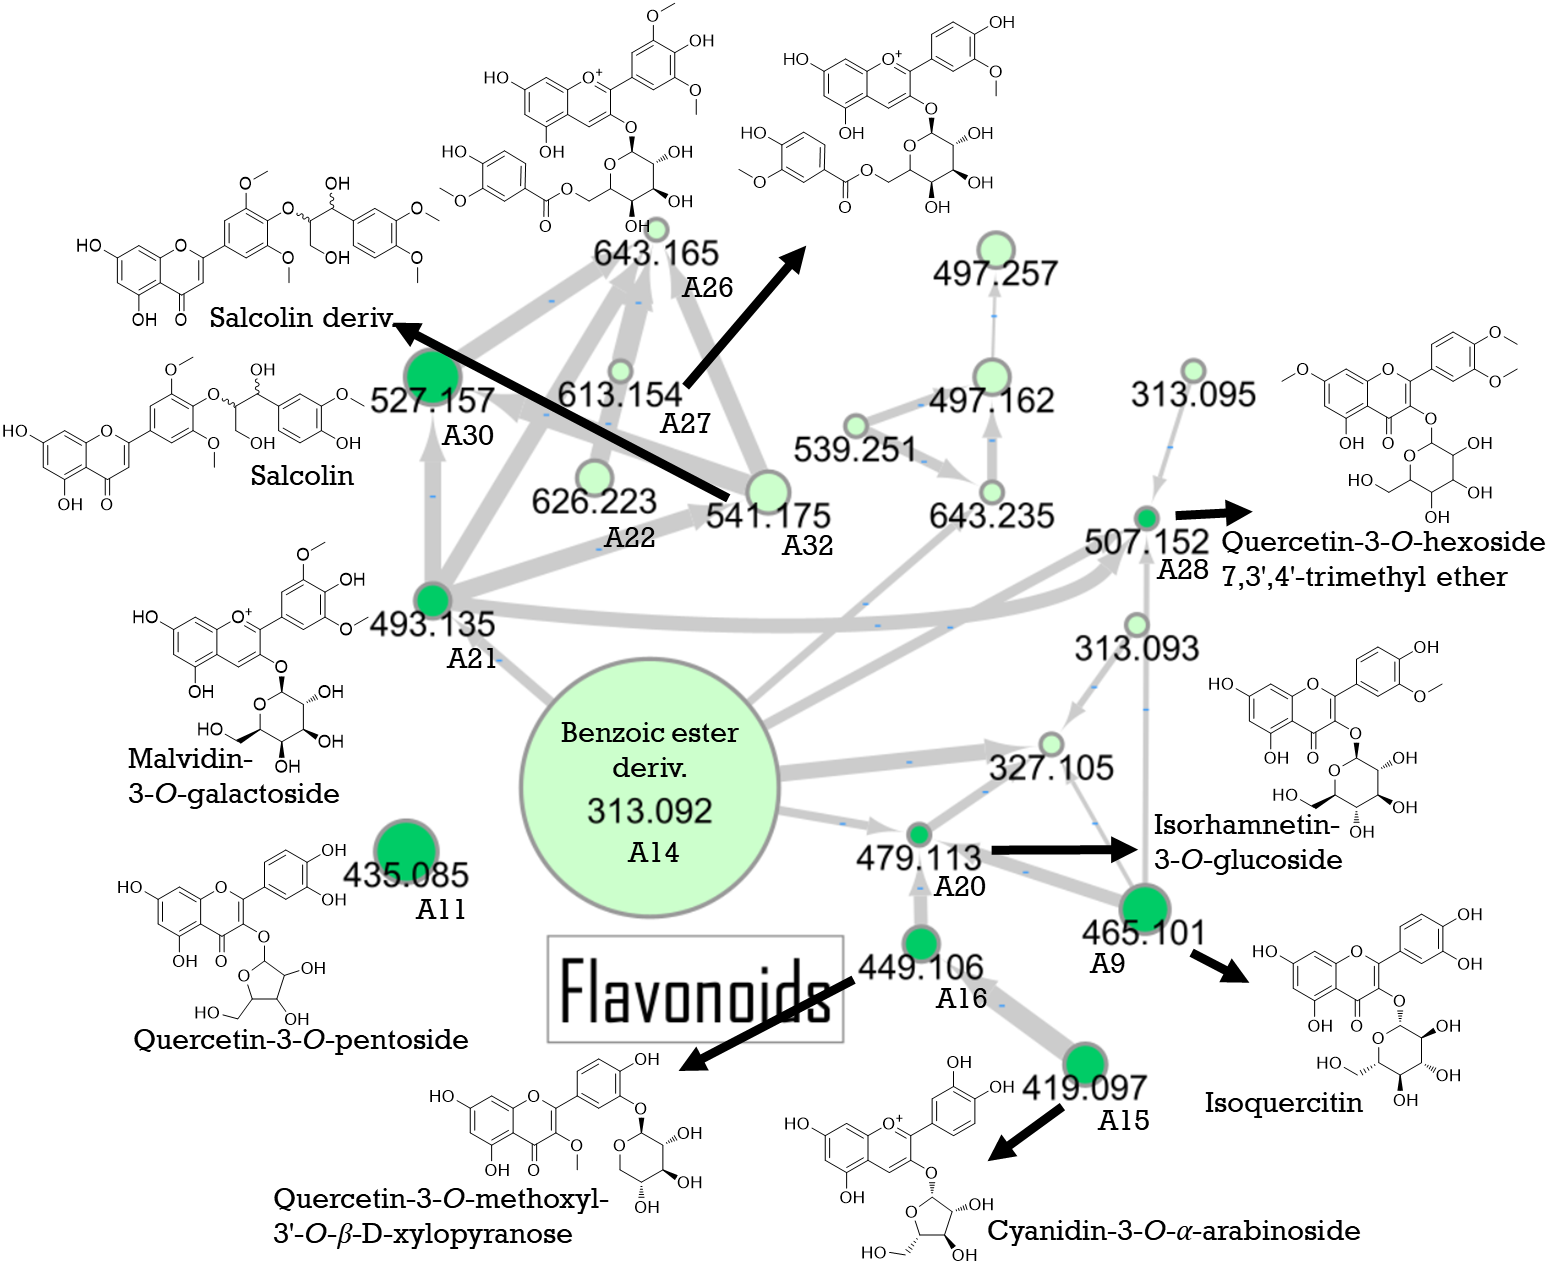 643.165
A26
497.257
Salcolin deriv.
527.157
A30
613.154
A27
497.162
313.095
539.251
Salcolin
626.223
A22
541.175
A32
643.235
507.152
A28
Quercetin-3-O-hexoside
7,3',4'-trimethyl ether
493.135
A21
313.093
Malvidin-
3-O-galactoside
Benzoic ester
deriv.
313.092
A14
327.105
479.113
A20
Isorhamnetin-
3-O-glucoside
435.085
A11
465.101
A9
449.106
A16
Flavonoids
Quercetin-3-O-pentoside
419.097
A15
Isoquercitin
Quercetin-3-O-methoxyl-
3'-O-β-D-xylopyranose
Cyanidin-3-O-α-arabinoside